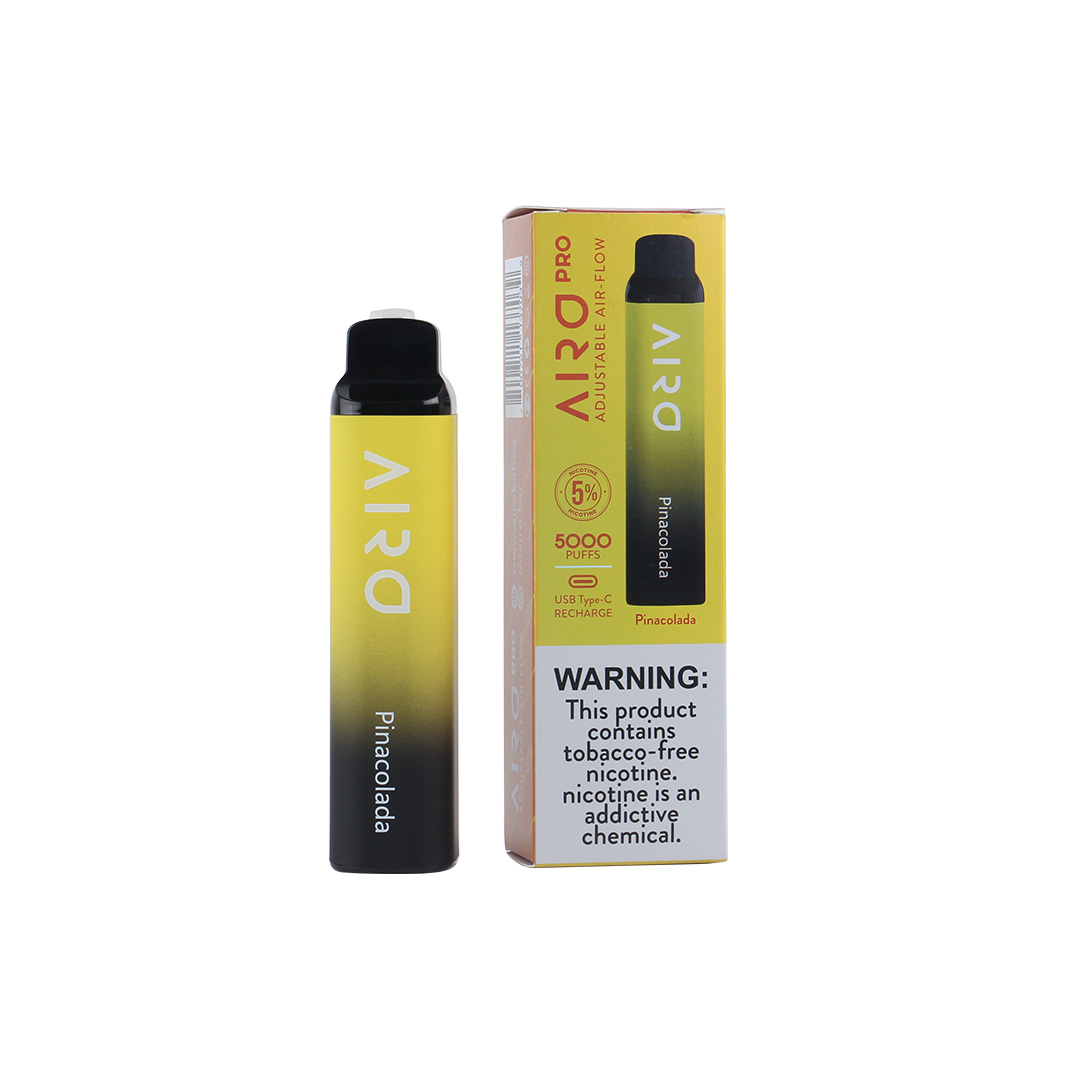 AIRO
Pinacolada
AIRO PRO
ADJUSTABLE AIR-FLOW
NICOTINE
5%
NICOTINE
5000
PUFFS
USB Type-C
RECHARGE
AIRO
Pinacolada
Pinacolada
WARNING:
This product
contains
tobacco-free
nicotine.
nicotine is an
addictive
chemical.
AIRO PRO